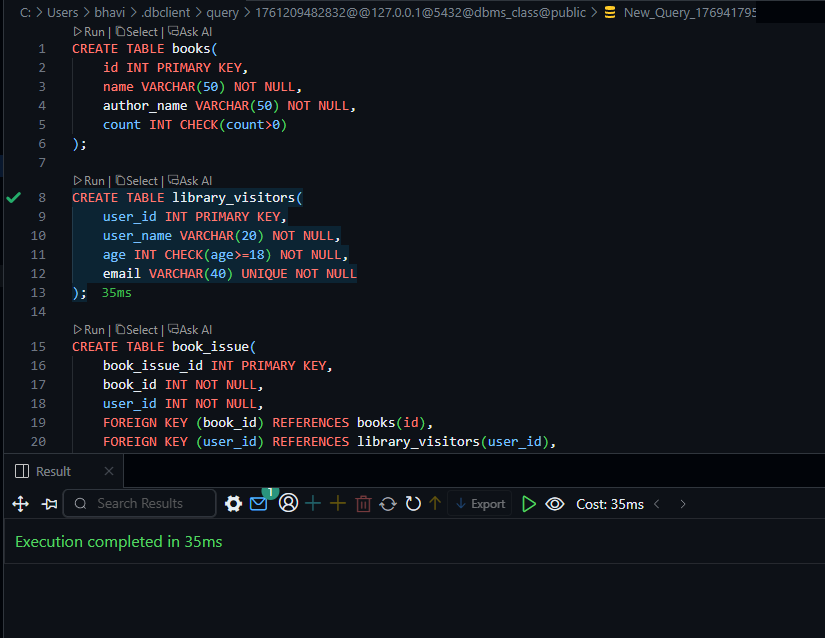 C: > Users > bhavi > .dbclient > query > 1761209482832@@127.0.0.1@5432@dbms_class@public > New_Query_176941795
Run | Select | Ask AI
1 CREATE TABLE books(
2 id INT PRIMARY KEY,
3 name VARCHAR(50) NOT NULL,
4 author_name VARCHAR(50) NOT NULL,
5 count INT CHECK(count>0)
6 );
7
Run | Select | Ask AI
8 CREATE TABLE library_visitors(
9 user_id INT PRIMARY KEY,
10 user_name VARCHAR(20) NOT NULL,
11 age INT CHECK(age>=18) NOT NULL,
12 email VARCHAR(40) UNIQUE NOT NULL
13 ); 35ms
14
Run | Select | Ask AI
15 CREATE TABLE book_issue(
16 book_issue_id INT PRIMARY KEY,
17 book_id INT NOT NULL,
18 user_id INT NOT NULL,
19 FOREIGN KEY (book_id) REFERENCES books(id),
20 FOREIGN KEY (user_id) REFERENCES library_visitors(user_id),
Result
Search Results 1 Export Cost: 35ms
Execution completed in 35ms